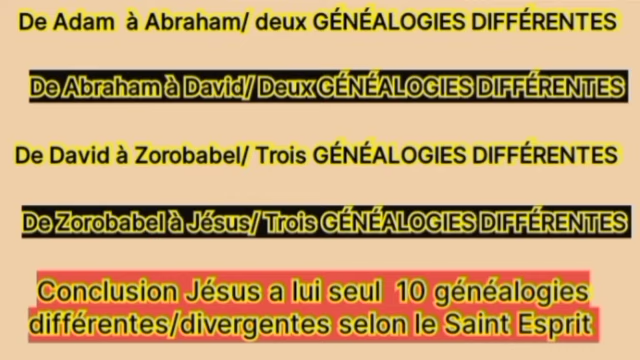 De Adam à Abraham/ deux GÉNÉALOGIES DIFFÉRENTES
De Abraham à David/ Deux GÉNÉALOGIES DIFFÉRENTES
De David à Zorobabel/ Trois GÉNÉALOGIES DIFFÉRENTES
De Zorobabel à Jésus/ Trois GÉNÉALOGIES DIFFÉRENTES
Conclusion Jésus a lui seul 10 généalogies
différentes/divergentes selon le Saint Esprit